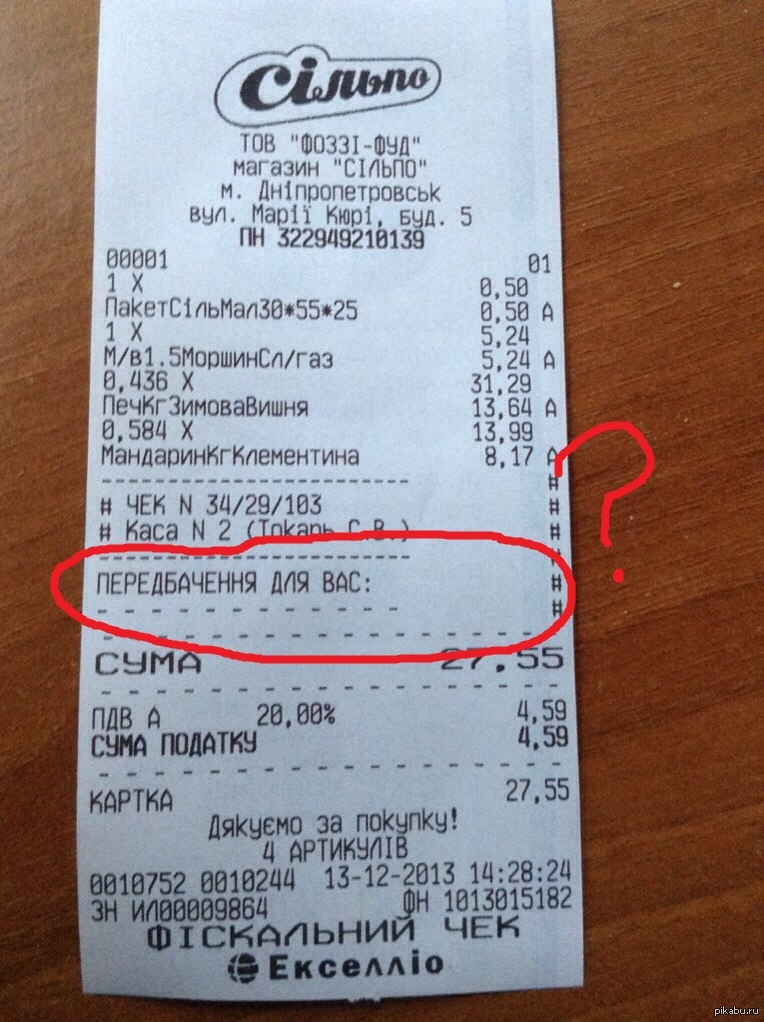 Сільпо
ТОВ "ФОЗЗІ-ФУД"
магазин "СІЛЬПО"
м. Дніпропетровськ
вул. Марії Кюрі, буд. 5
ПН 322949210139
00001 01
1 X 0,50
ПакетСільМал30*55*25 0,50 А
1 X 5,24
М/в1.5МоршинСл/газ 5,24 А
0,436 X 31,29
ПечКгЗимоваВишня 13,64 А
0,584 X 13,99
МандаринКгКлементина 8,17 А
------------------------- #
# ЧЕК N 34/29/103 #
# Каса N 2 (Токарь С.В.) #
------------------------- #
ПЕРЕДБАЧЕННЯ ДЛЯ ВАС: #
- - - - - - - - - - - - - #
- - - - - - - - - - - - - - - - -
СУМА 27.55
- - - - - - - - - - - - - - - - -
ПДВ А 20,00% 4,59
СУМА ПОДАТКУ 4,59
- - - - - - - - - - - - - - - - -
КАРТКА 27,55
Дякуємо за покупку!
4 АРТИКУЛІВ
0010752 0010244 13-12-2013 14:28:24
ЗН ИЛ00009864 ФН 1013015182
ФІСКАЛЬНИЙ ЧЕК
Екселліо
?
pikabu.ru